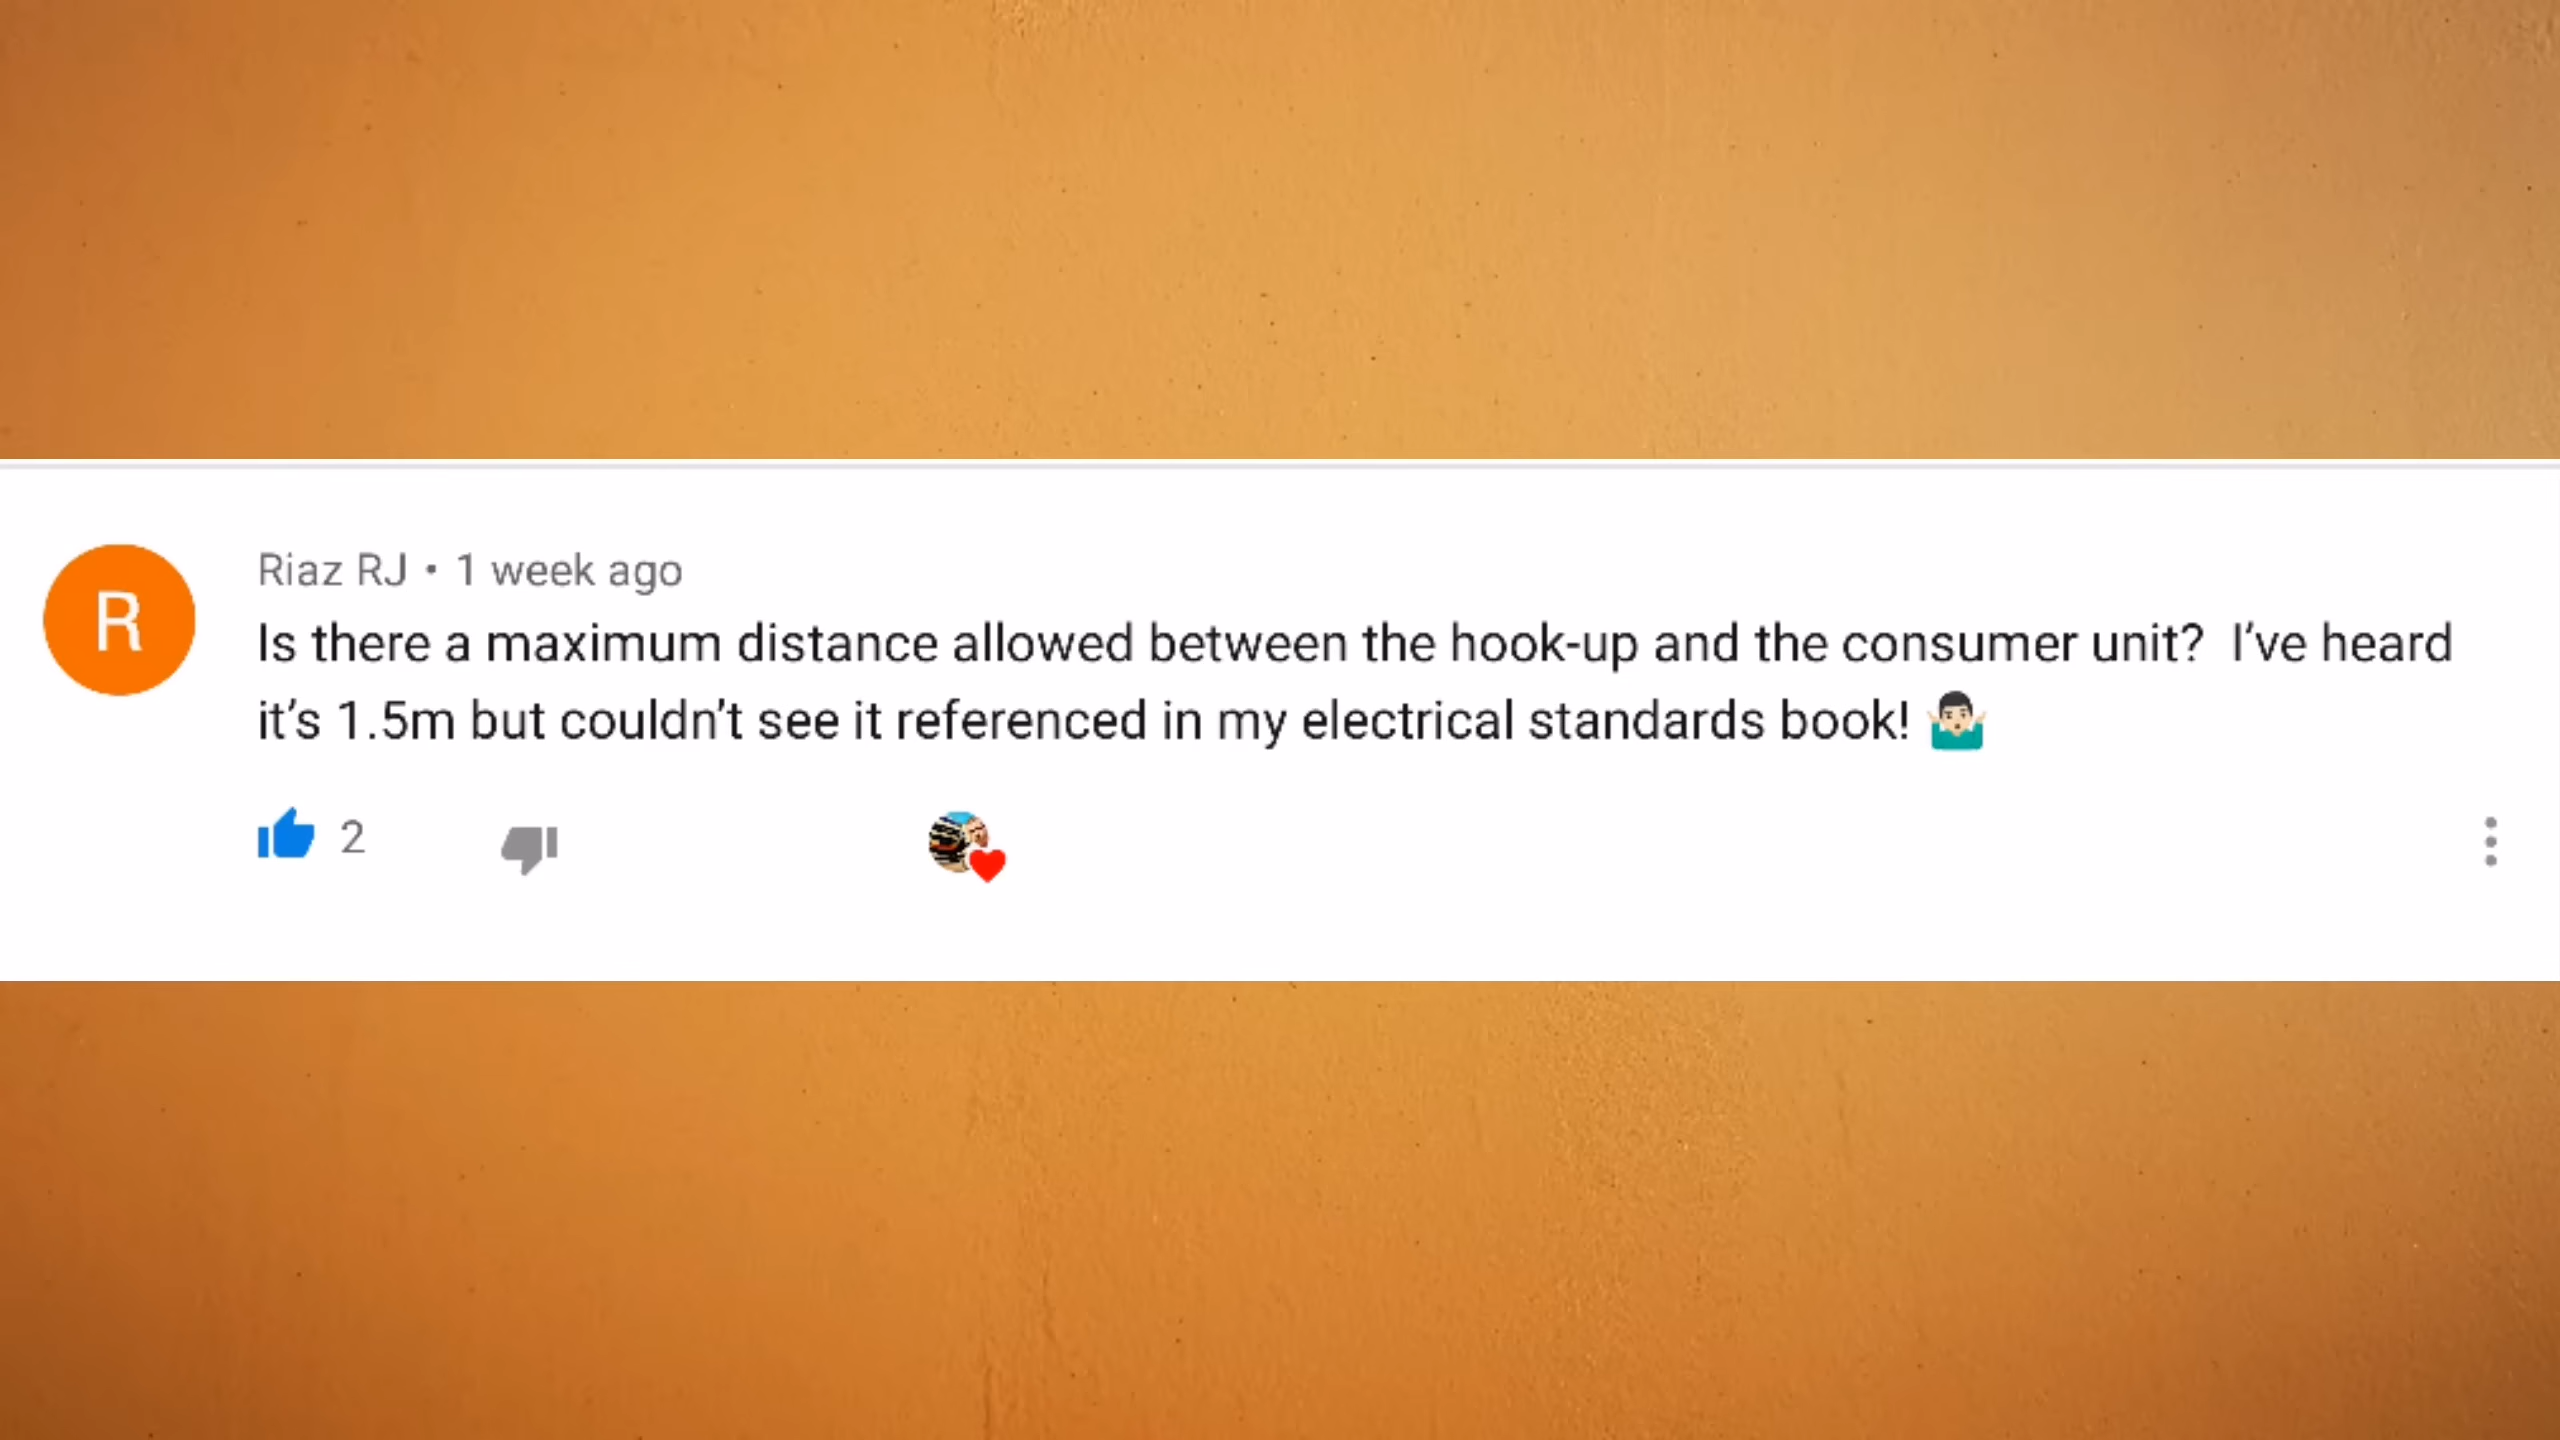 R
Riaz RJ • 1 week ago
Is there a maximum distance allowed between the hook-up and the consumer unit?  I’ve heard
it’s 1.5m but couldn’t see it referenced in my electrical standards book! 🤷🏻‍♂️
2